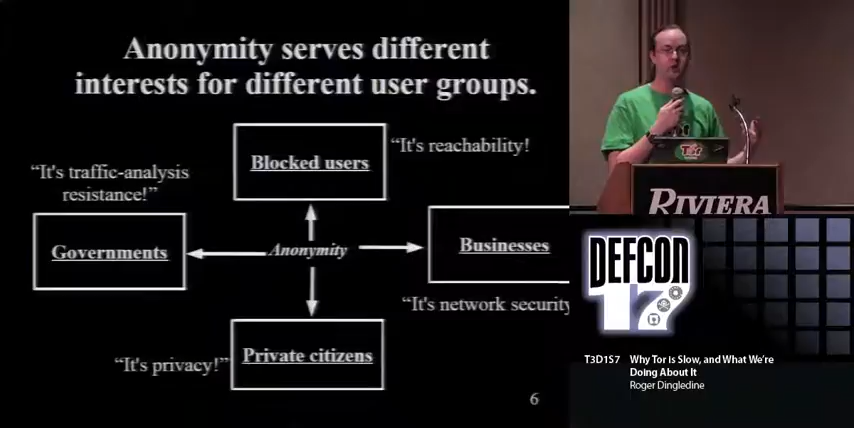 Anonymity serves different
interests for different user groups.
Blocked users
"It's reachability!
"It's traffic-analysis
resistance!"
Governments
Anonymity
Businesses
"It's network security
"It's privacy!"
Private citizens
6
Tor
RIVIERA
DEFCON
17
T3D1S7 Why Tor is Slow, and What We're
Doing About It
Roger Dingledine